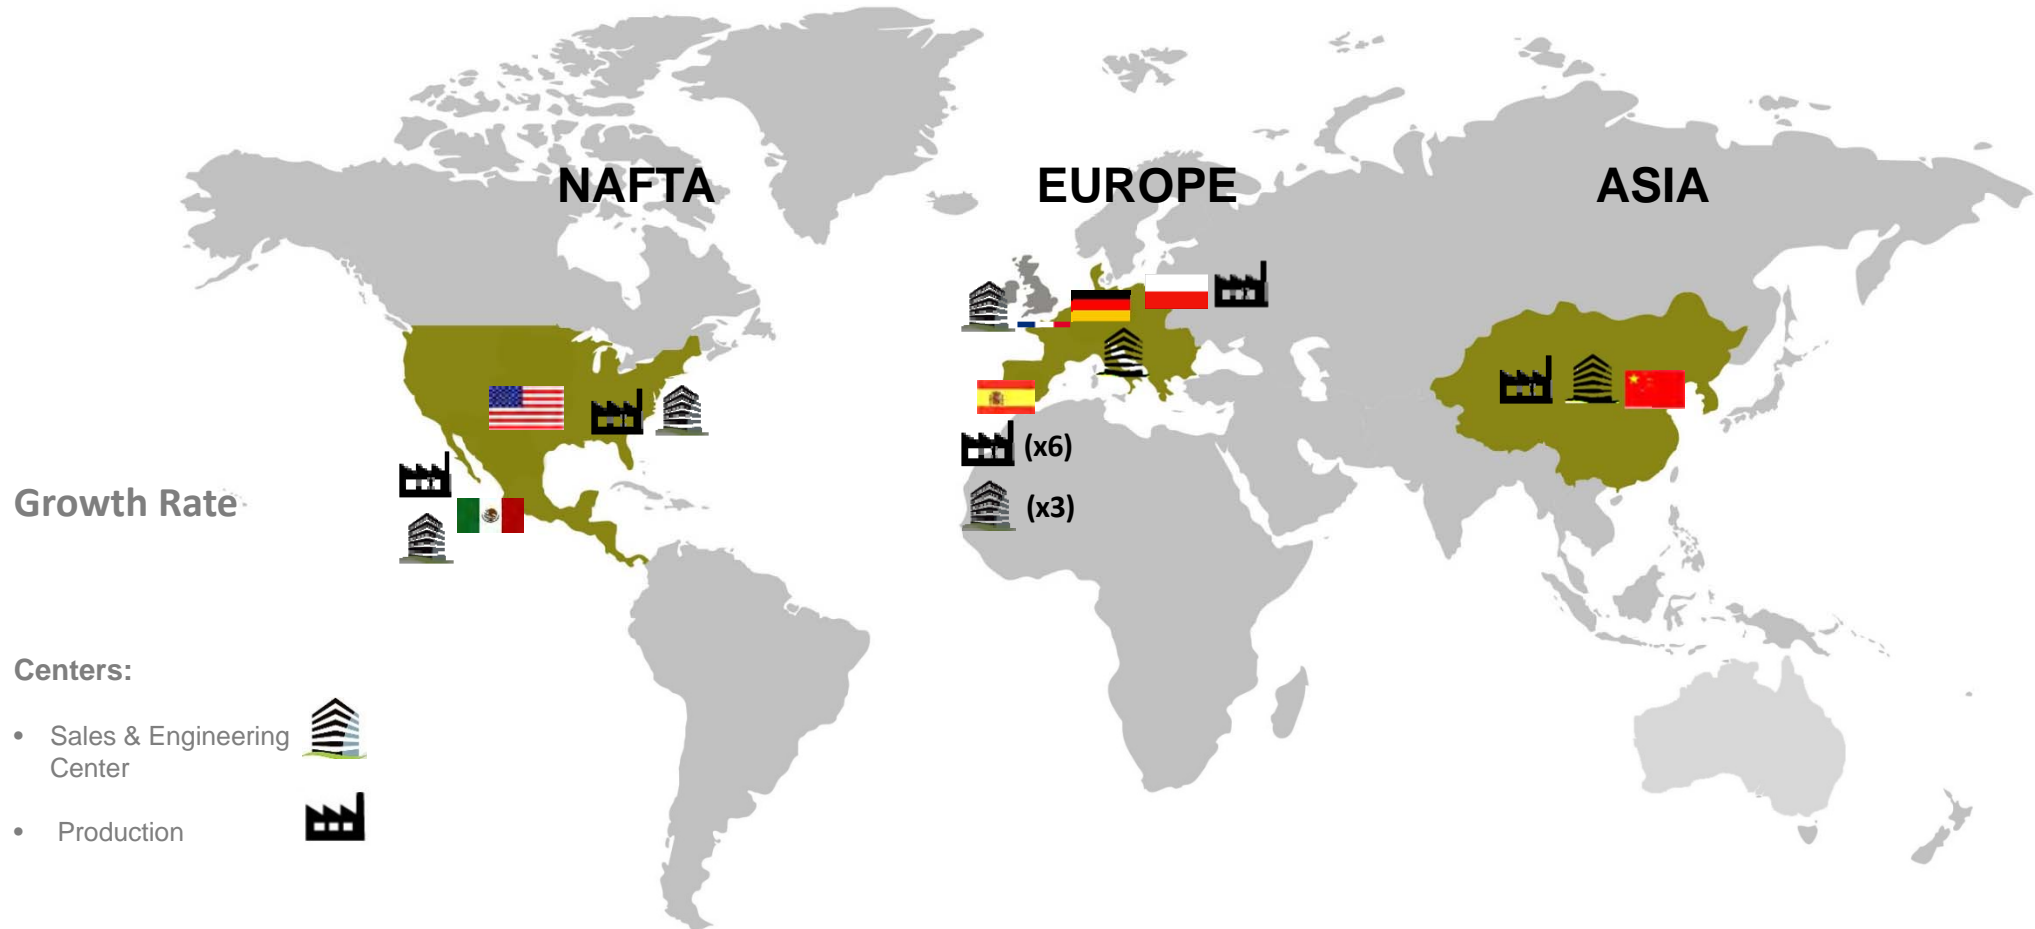 NAFTA
EUROPE
ASIA
(x6)
(x3)
Growth Rate
Centers:
• Sales & Engineering
Center
• Production